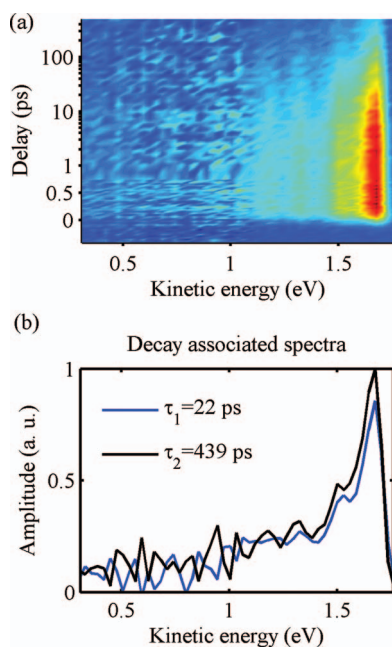 (a)
Delay (ps)
100
10
1
0.5
0
0.5
1
1.5
Kinetic energy (eV)
(b)
Decay associated spectra
Amplitude (a. u.)
1
0.5
0
τ₁=22 ps
τ₂=439 ps
0.5
1
1.5
Kinetic energy (eV)